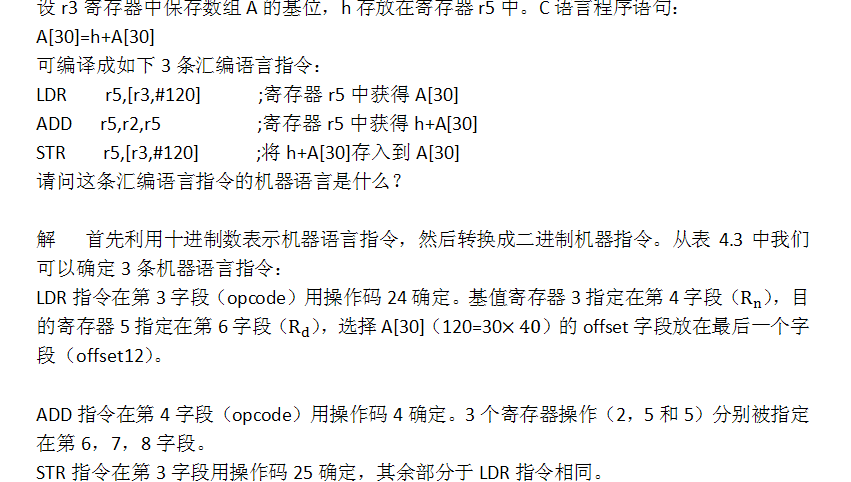 设 r3 寄存器中保存数组 A 的基位，h 存放在寄存器 r5 中。C 语言程序语句：
A[30]=h+A[30]
可编译成如下 3 条汇编语言指令：
LDR r5,[r3,#120] ;寄存器 r5 中获得 A[30]
ADD r5,r2,r5 ;寄存器 r5 中获得 h+A[30]
STR r5,[r3,#120] ;将 h+A[30]存入到 A[30]
请问这条汇编语言指令的机器语言是什么？
解 首先利用十进制数表示机器语言指令，然后转换成二进制机器指令。从表 4.3 中我们
可以确定 3 条机器语言指令：
LDR 指令在第 3 字段（opcode）用操作码 24 确定。基值寄存器 3 指定在第 4 字段（Rn），目
的寄存器 5 指定在第 6 字段（Rd），选择 A[30]（120=30× 40）的 offset 字段放在最后一个字
段（offset12）。
ADD 指令在第 4 字段（opcode）用操作码 4 确定。3 个寄存器操作（2，5 和 5）分别被指定
在第 6，7，8 字段。
STR 指令在第 3 字段用操作码 25 确定，其余部分于 LDR 指令相同。